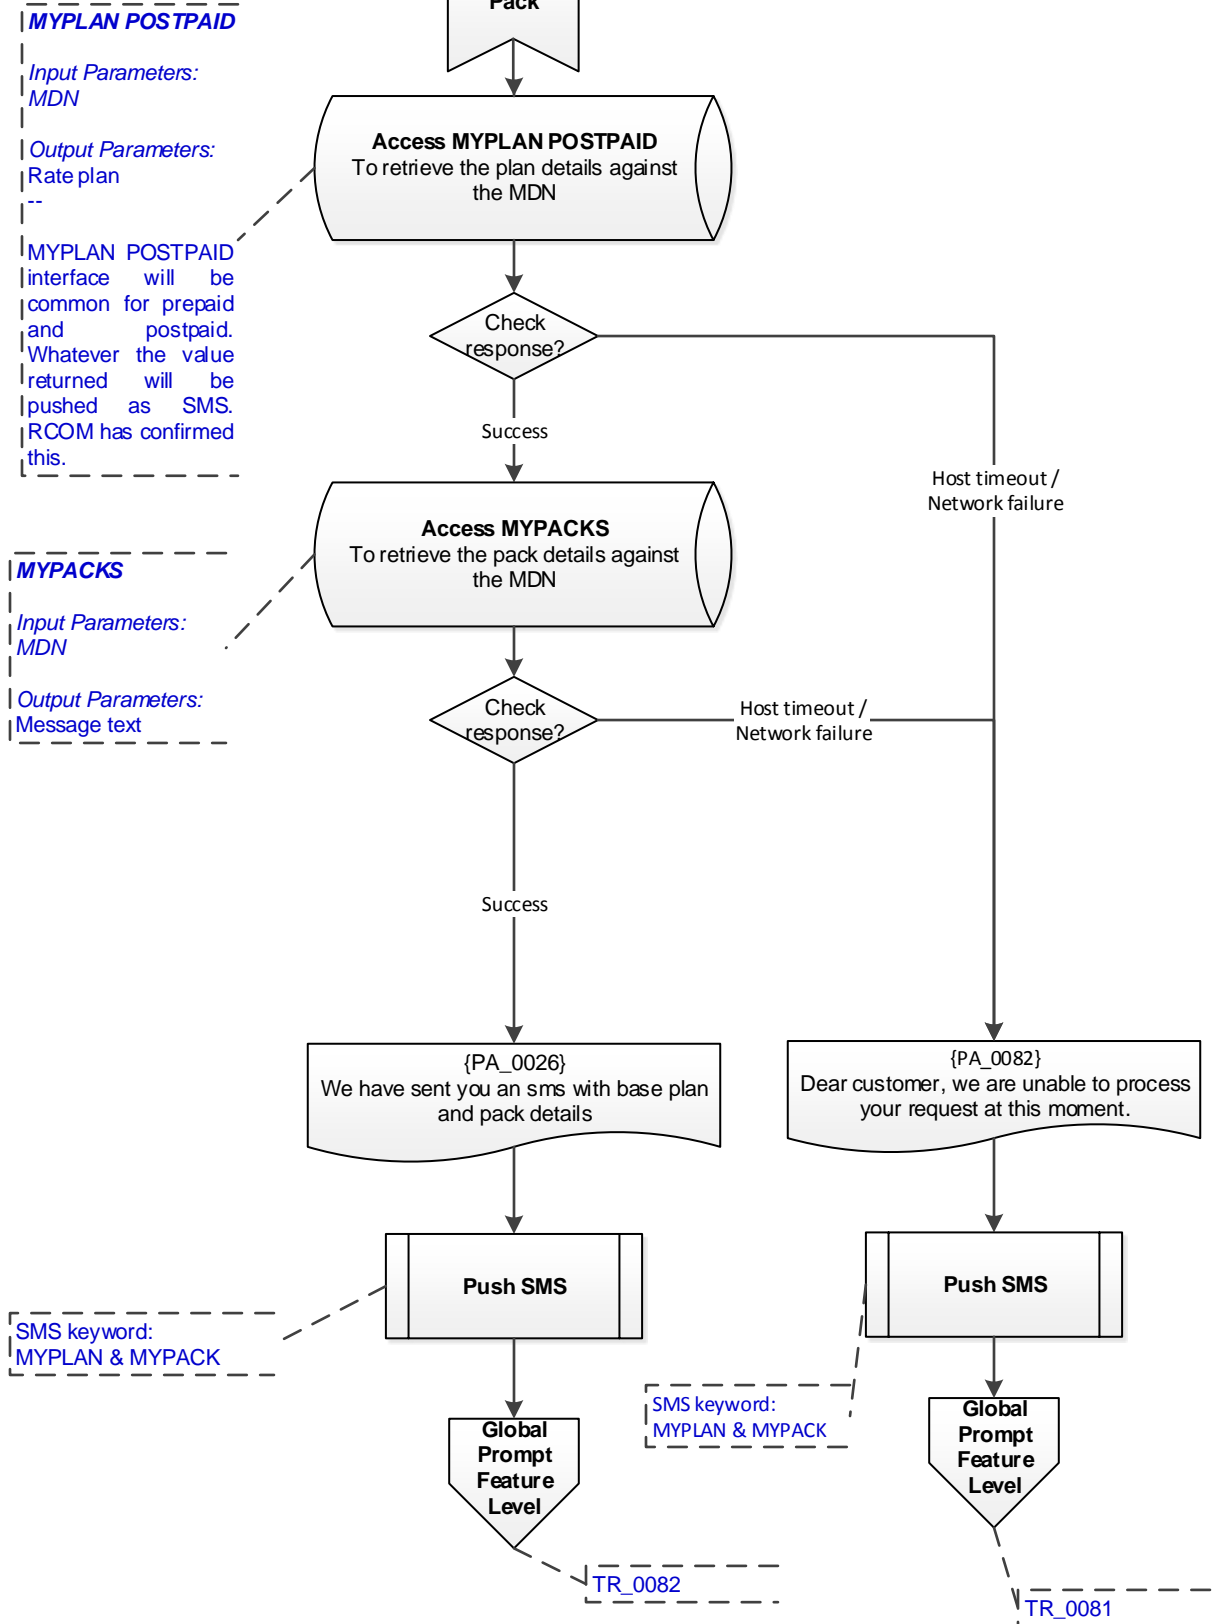 Pack
MYPLAN POSTPAID
Input Parameters:
MDN
Output Parameters:
Rate plan
--
MYPLAN POSTPAID
interface will be
common for prepaid
and postpaid.
Whatever the value
returned will be
pushed as SMS.
RCOM has confirmed
this.
Access MYPLAN POSTPAID
To retrieve the plan details against
the MDN
Check
response?
Success
Host timeout /
Network failure
Access MYPACKS
To retrieve the pack details against
the MDN
MYPACKS
Input Parameters:
MDN
Output Parameters:
Message text
Check
response?
Host timeout /
Network failure
Success
{PA_0026}
We have sent you an sms with base plan
and pack details
{PA_0082}
Dear customer, we are unable to process
your request at this moment.
Push SMS
Push SMS
SMS keyword:
MYPLAN & MYPACK
SMS keyword:
MYPLAN & MYPACK
Global
Prompt
Feature
Level
Global
Prompt
Feature
Level
TR_0082
TR_0081